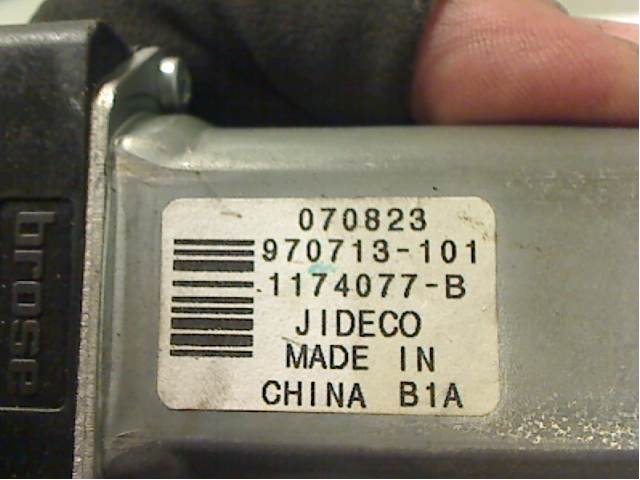 brose
070823
970713-101
1174077-B
JIDECO
MADE IN
CHINA B1A